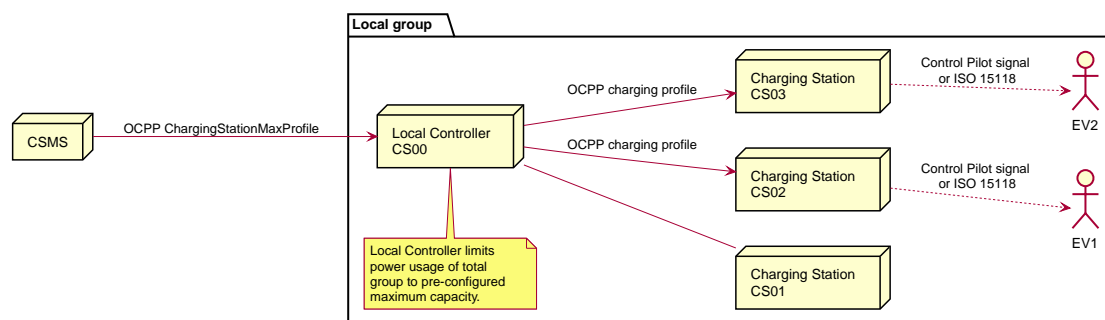 Local group
CSMS
OCPP ChargingStationMaxProfile
Local Controller
CS00
Local Controller limits
power usage of total
group to pre-configured
maximum capacity.
OCPP charging profile
Charging Station
CS03
Control Pilot signal
or ISO 15118
EV2
OCPP charging profile
Charging Station
CS02
Control Pilot signal
or ISO 15118
EV1
Charging Station
CS01